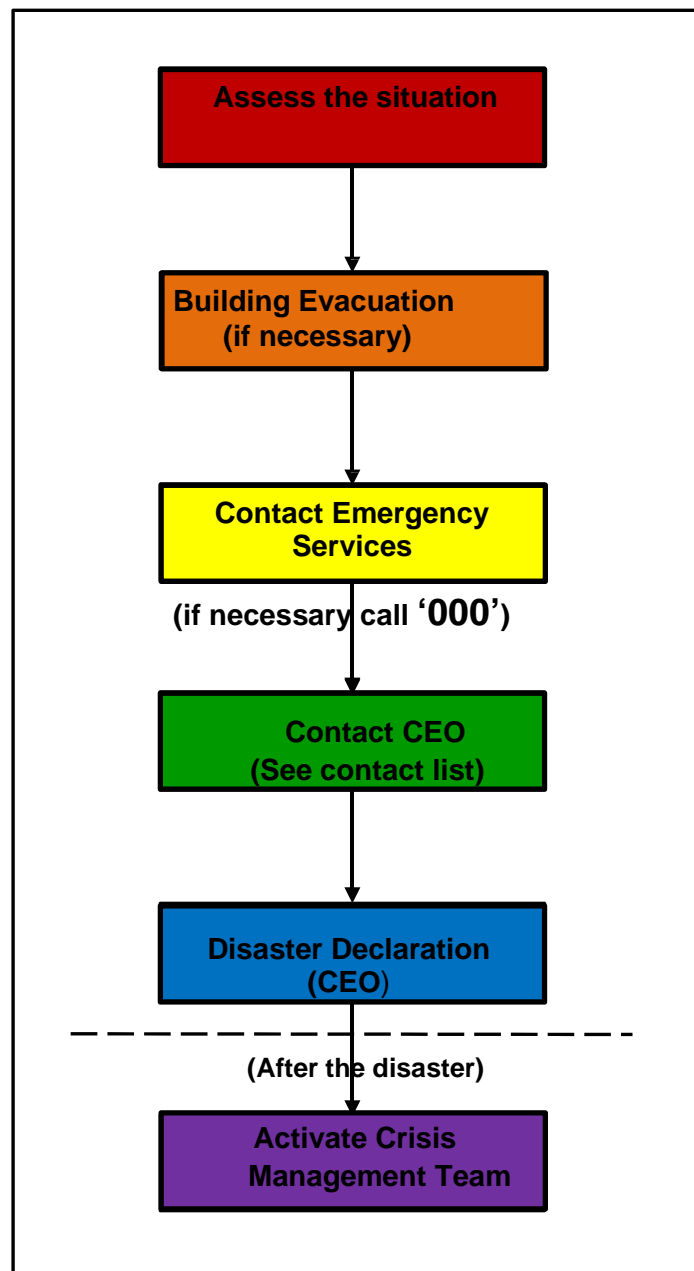 Assess the situation
Building Evacuation
(if necessary)
Contact Emergency
Services
(if necessary call ‘000’)
Contact CEO
(See contact list)
Disaster Declaration
(CEO)
(After the disaster)
Activate Crisis
Management Team